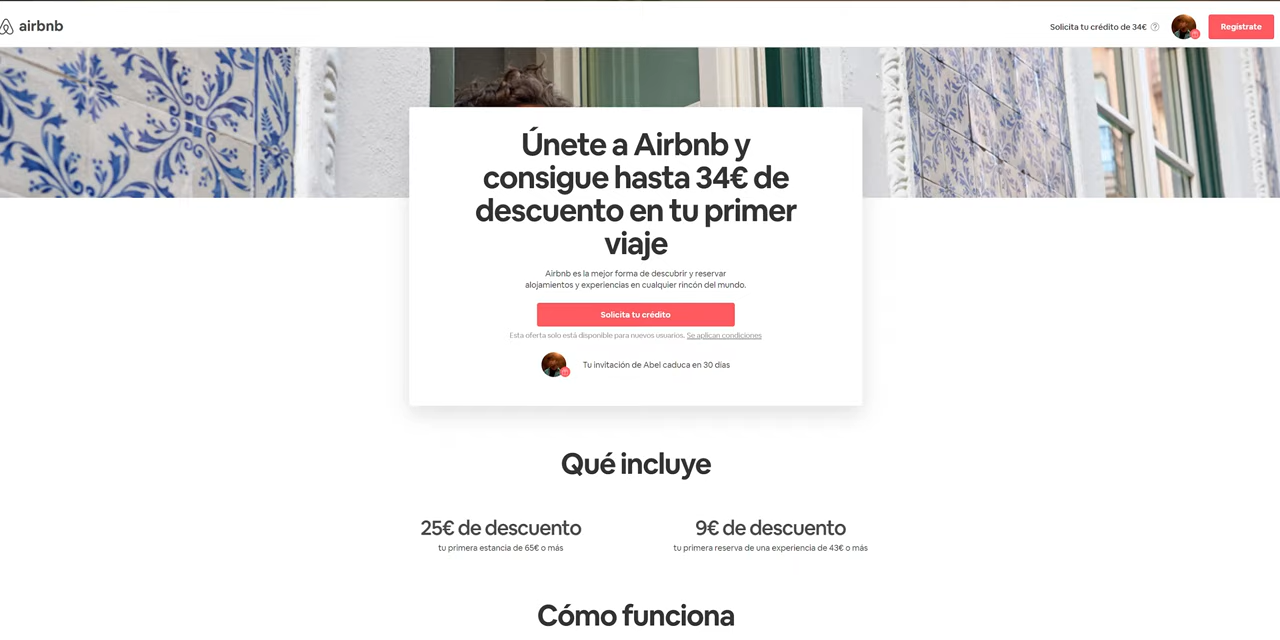 airbnb
Solicita tu crédito de 34€ ?
Regístrate
Únete a Airbnb y
consigue hasta 34€ de
descuento en tu primer
viaje
Airbnb es la mejor forma de descubrir y reservar
alojamientos y experiencias en cualquier rincón del mundo.
Solicita tu crédito
Esta oferta solo está disponible para nuevos usuarios. Se aplican condiciones
Tu invitación de Abel caduca en 30 días
Qué incluye
25€ de descuento
tu primera estancia de 65€ o más
9€ de descuento
tu primera reserva de una experiencia de 43€ o más
Cómo funciona